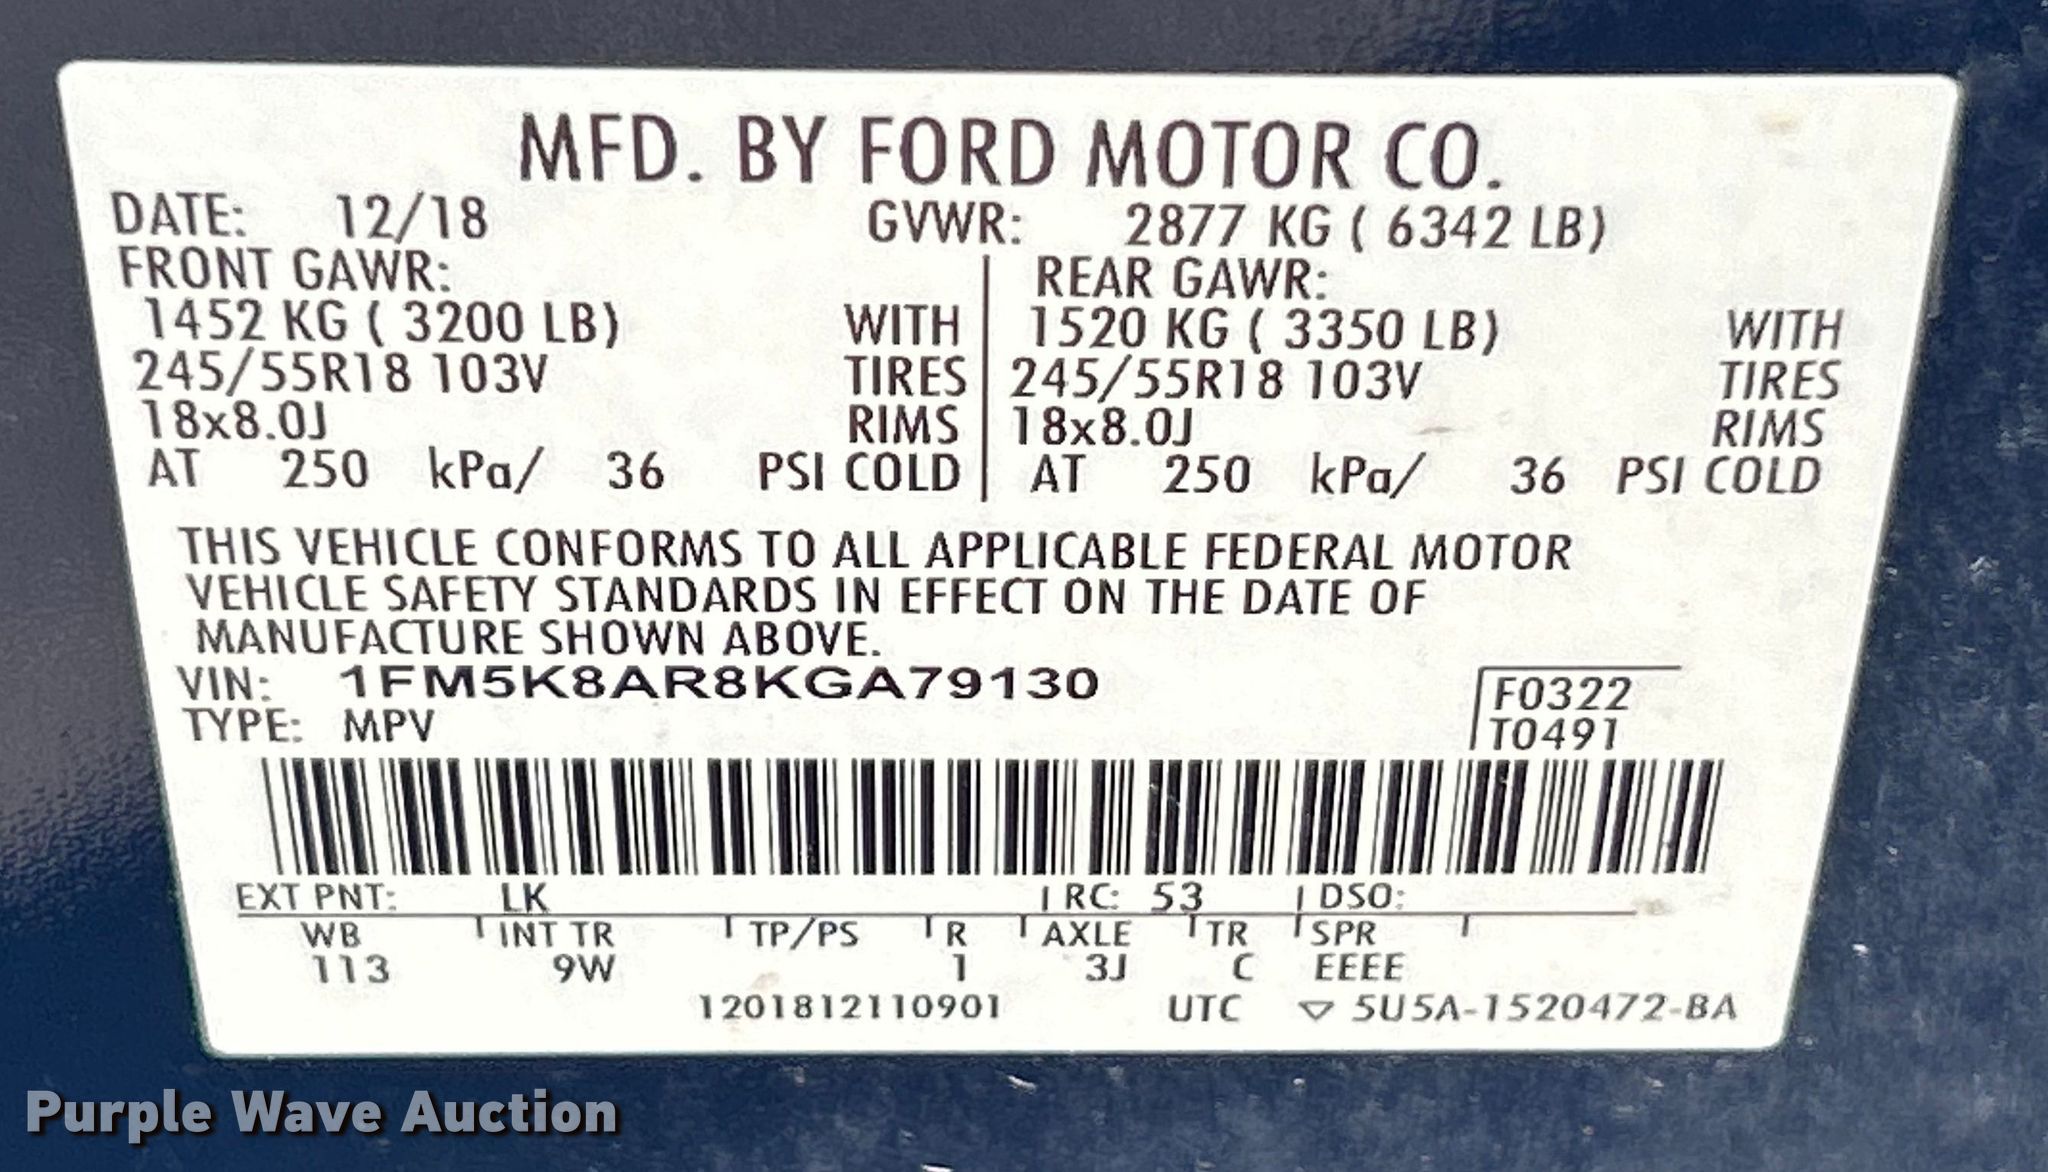 MFD. BY FORD MOTOR CO.
DATE: 12/18 GVWR: 2877 KG ( 6342 LB)
FRONT GAWR: REAR GAWR:
1452 KG ( 3200 LB) WITH 1520 KG ( 3350 LB) WITH
245/55R18 103V TIRES 245/55R18 103V TIRES
18x8.0J RIMS 18x8.0J RIMS
AT 250 kPa/ 36 PSI COLD AT 250 kPa/ 36 PSI COLD
THIS VEHICLE CONFORMS TO ALL APPLICABLE FEDERAL MOTOR
VEHICLE SAFETY STANDARDS IN EFFECT ON THE DATE OF
MANUFACTURE SHOWN ABOVE.
VIN: 1FM5K8AR8KGA79130 F0322
TYPE: MPV T0491
EXT PNT: LK RC: 53 DSO:
WB INT TR TP/PS R AXLE TR SPR
113 9W 1 3J C EEEE
1201812110901 UTC ▽ 5U5A-1520472-BA
Purple Wave Auction